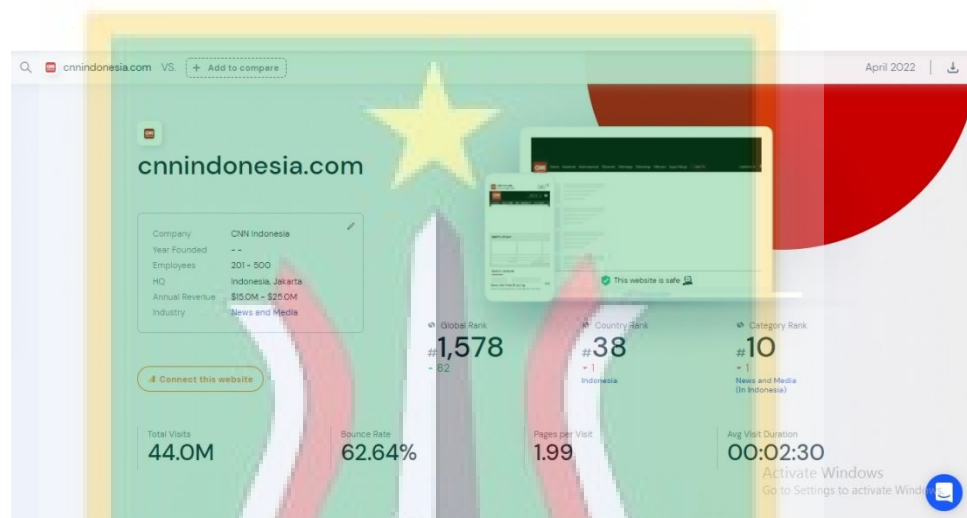 cnnindonesia.com VS. + Add to compare
April 2022
cnnindonesia.com
Company CNN Indonesia
Year Founded - -
Employees 201 - 500
HQ Indonesia, Jakarta
Annual Revenue $15.0M - $25.0M
Industry News and Media
Connect this website
This website is safe
Global Rank
#1,578
62
Country Rank
#38
1
Indonesia
Category Rank
#10
1
News and Media
(In Indonesia)
Total Visits
44.0M
Bounce Rate
62.64%
Pages per Visit
1.99
Avg Visit Duration
00:02:30
Activate Windows
Go to Settings to activate Windows.